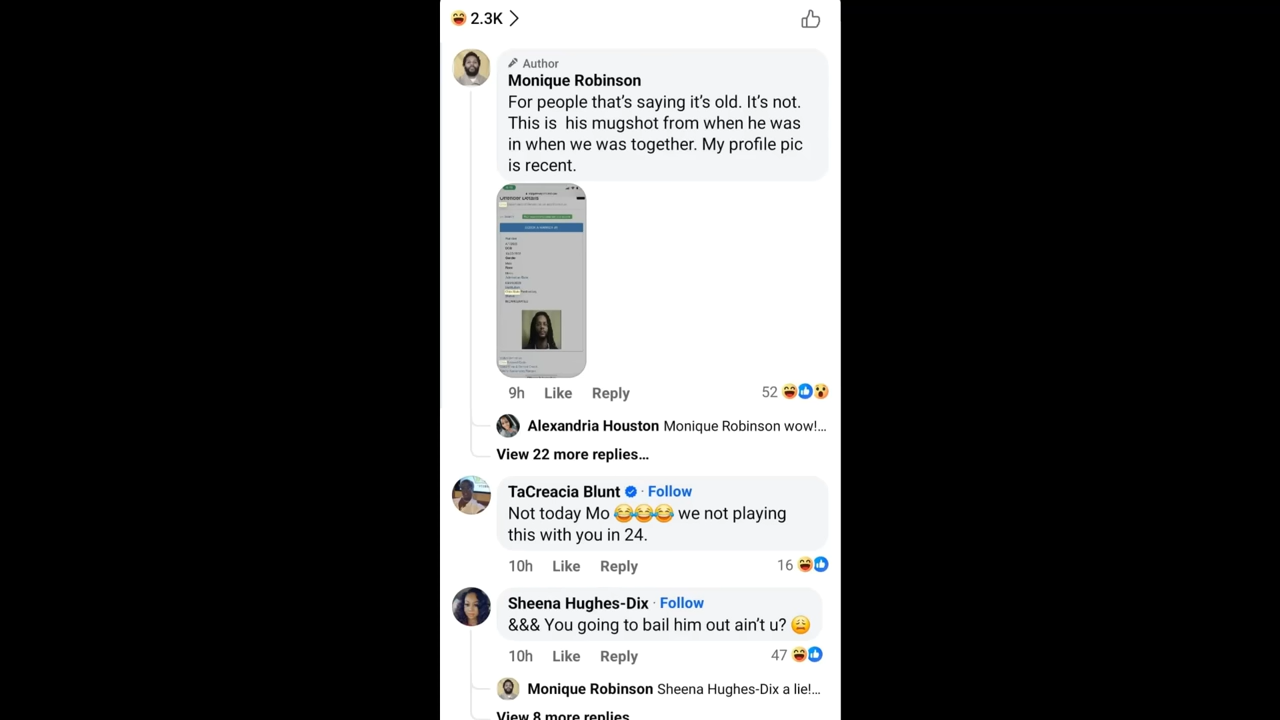 2.3K
Author
Monique Robinson
For people that's saying it's old. It's not.
This is his mugshot from when he was
in when we was together. My profile pic
is recent.
Offender Details
9h Like Reply 52
Alexandria Houston Monique Robinson wow!...
View 22 more replies...
TaCreacia Blunt · Follow
Not today Mo 😂😂😂 we not playing
this with you in 24.
10h Like Reply 16
Sheena Hughes-Dix · Follow
&&& You going to bail him out ain't u? 😩
10h Like Reply 47
Monique Robinson Sheena Hughes-Dix a lie!...
View 8 more replies